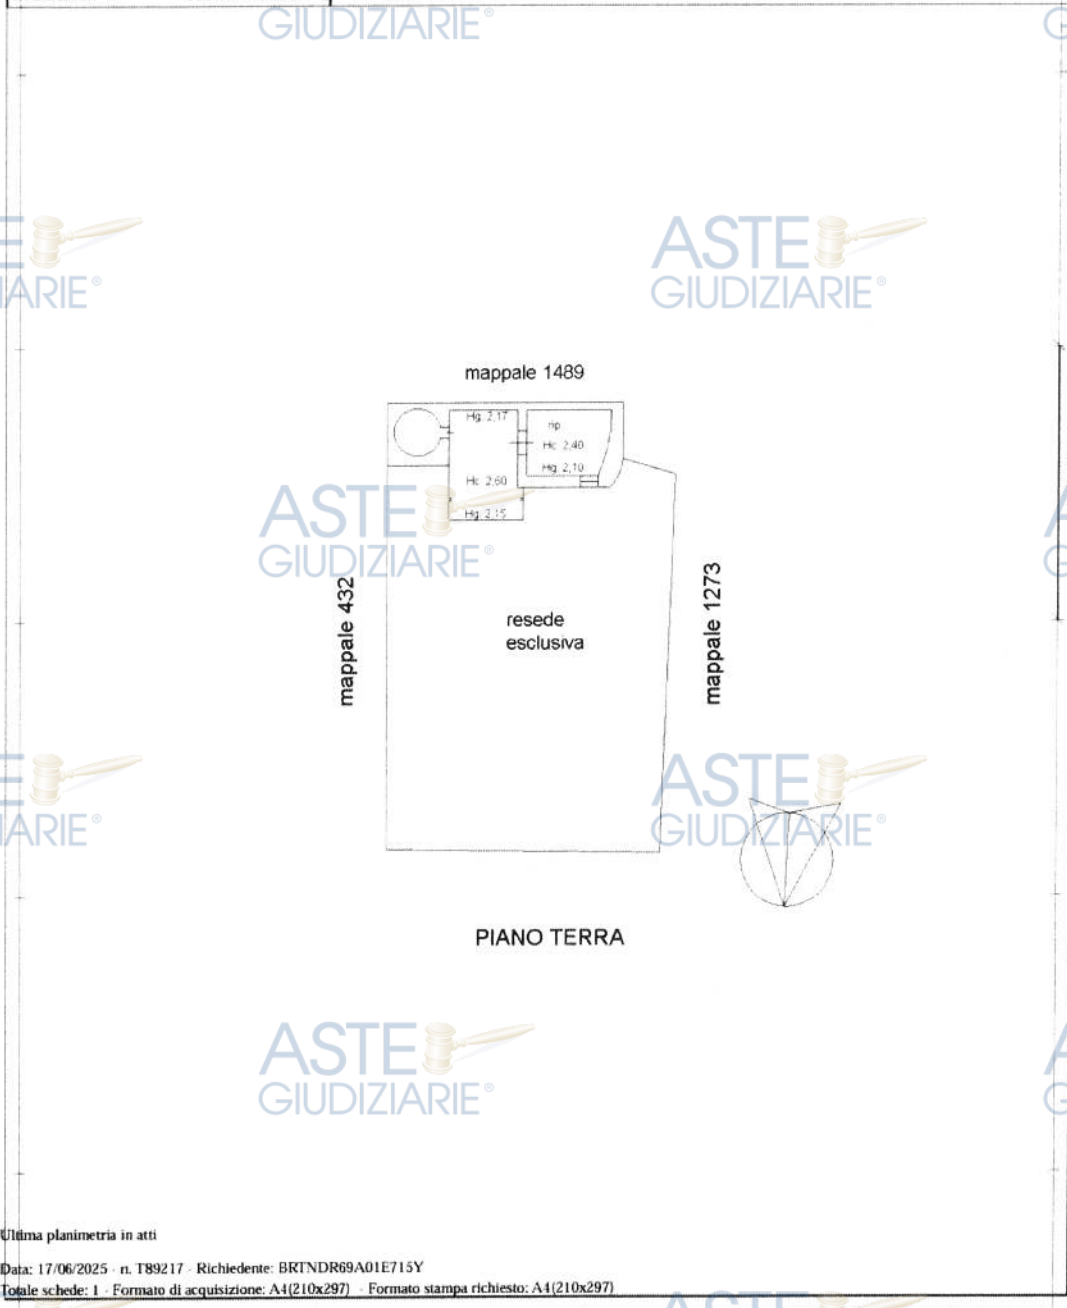 GIUDIZIARIE®
ASTE
GIUDIZIARIE®
ASTE
GIUDIZIARIE®
mappale 1489
Hg. 2,17
rip
Hc 2,40
Hg. 2,10
Hc 2,60
Hg. 2,15
ASTE
GIUDIZIARIE®
mappale 432
mappale 1273
resede
esclusiva
ASTE
GIUDIZIARIE®
PIANO TERRA
ASTE
GIUDIZIARIE®
Ultima planimetria in atti
Data: 17/06/2025 - n. T89217 - Richiedente: BRTNDR69A01E715Y
Totale schede: 1 - Formato di acquisizione: A4(210x297) - Formato stampa richiesto: A4(210x297)